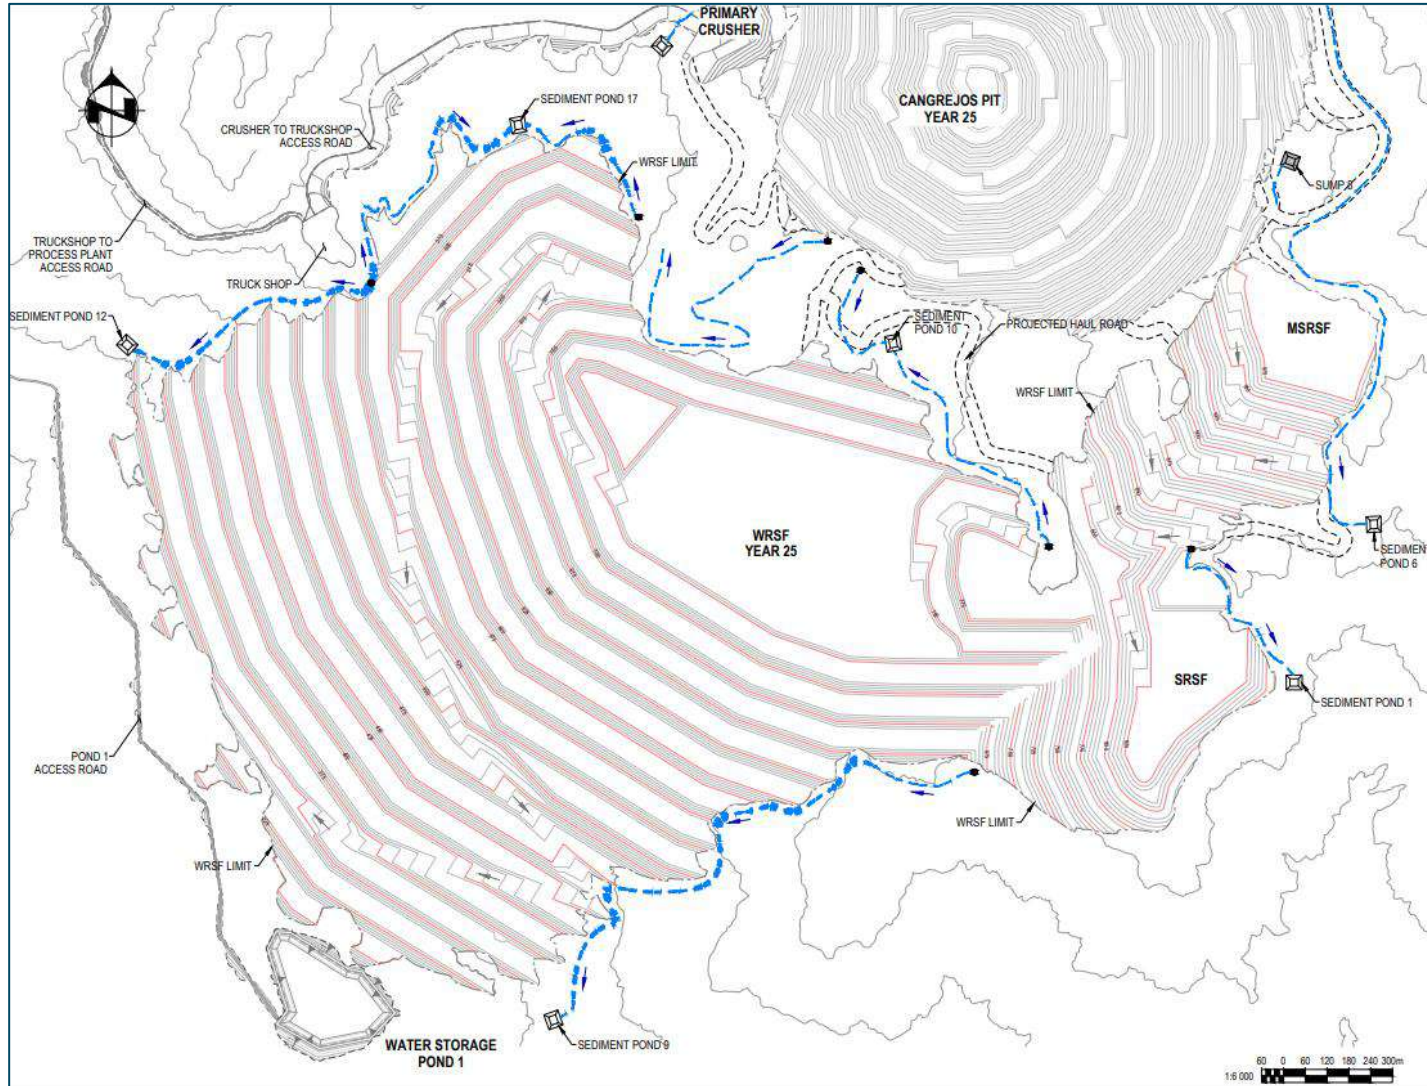 PRIMARY
CRUSHER
SEDIMENT POND 17
CANGREJOS PIT
YEAR 25
CRUSHER TO TRUCKSHOP
ACCESS ROAD
WRSF LIMIT
SUMP 8
TRUCKSHOP TO
PROCESS PLANT
ACCESS ROAD
TRUCK SHOP
SEDIMENT POND 12
SEDIMENT
POND 10
PROJECTED HAUL ROAD
MSRSF
WRSF LIMIT
WRSF
YEAR 25
SEDIMEN
POND 6
SRSF
SEDIMENT POND 1
POND 1
ACCESS ROAD
WRSF LIMIT
WRSF LIMIT
WATER STORAGE
POND 1
SEDIMENT POND 9
1:6 000
60 0 60 120 180 240 300m